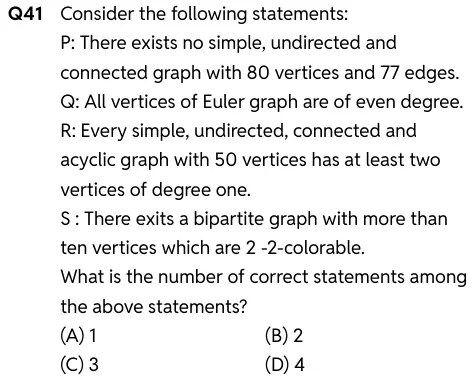 Q41 Consider the following statements:
P: There exists no simple, undirected and
connected graph with 80 vertices and 77 edges.
Q: All vertices of Euler graph are of even degree.
R: Every simple, undirected, connected and
acyclic graph with 50 vertices has at least two
vertices of degree one.
S : There exits a bipartite graph with more than
ten vertices which are 2 -2-colorable.
What is the number of correct statements among
the above statements?
(A) 1 (B) 2
(C) 3 (D) 4